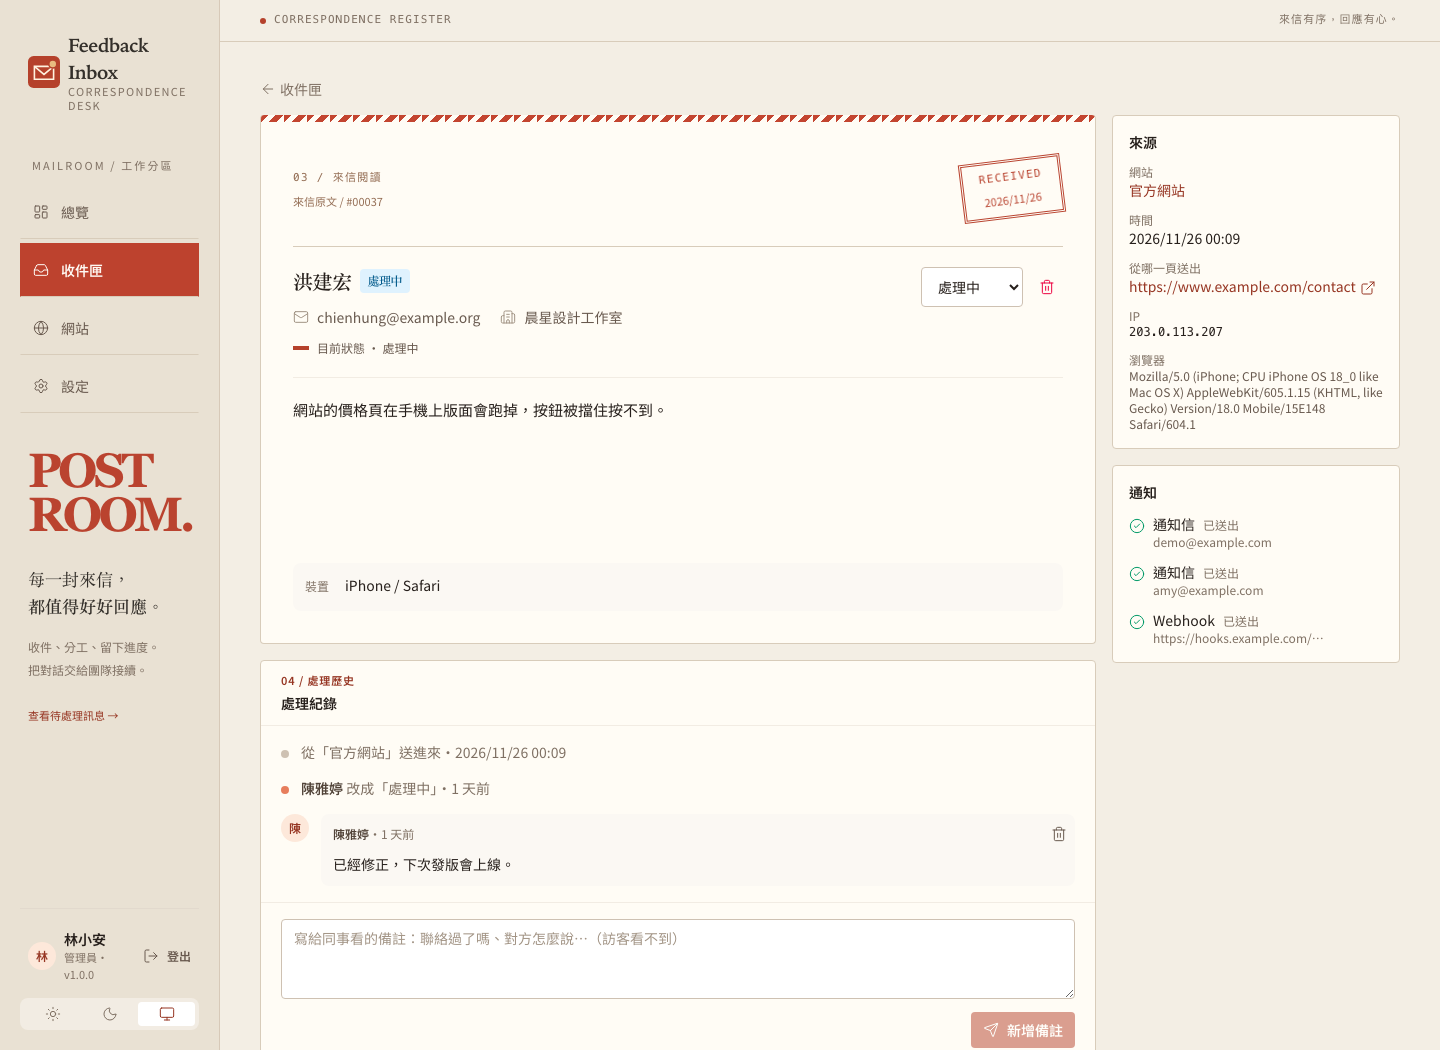 Feedback
Inbox
CORRESPONDENCE
DESK
MAILROOM / 工作分區
總覽
收件匣
網站
設定
POST
ROOM.
每一封來信，
都值得好好回應。
收件、分工、留下進度。
把對話交給團隊接續。
查看待處理訊息 →
林
林小安
管理員・
v1.0.0
登出
CORRESPONDENCE REGISTER
來信有序，回應有心。
← 收件匣
03 / 來信閱讀
來信原文 / #00037
RECEIVED
2026/11/26
洪建宏 處理中
處理中
chienhung@example.org 晨星設計工作室
目前狀態・處理中
網站的價格頁在手機上版面會跑掉，按鈕被擋住按不到。
裝置 iPhone / Safari
04 / 處理歷史
處理紀錄
從「官方網站」送進來・2026/11/26 00:09
陳雅婷 改成「處理中」・1 天前
陳
陳雅婷・1 天前
已經修正，下次發版會上線。
寫給同事看的備註：聯絡過了嗎、對方怎麼說…（訪客看不到）
新增備註
來源
網站
官方網站
時間
2026/11/26 00:09
從哪一頁送出
https://www.example.com/contact
IP
203.0.113.207
瀏覽器
Mozilla/5.0 (iPhone; CPU iPhone OS 18_0 like
Mac OS X) AppleWebKit/605.1.15 (KHTML, like
Gecko) Version/18.0 Mobile/15E148
Safari/604.1
通知
通知信 已送出
demo@example.com
通知信 已送出
amy@example.com
Webhook 已送出
https://hooks.example.com/…